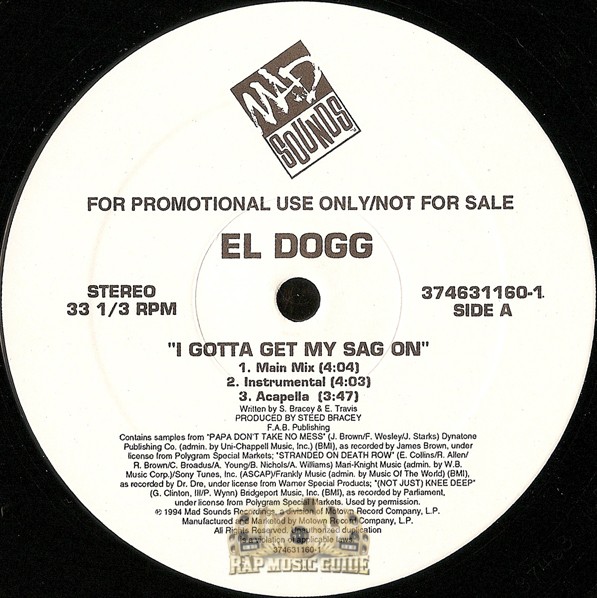 MAD
SOUNDS
FOR PROMOTIONAL USE ONLY/NOT FOR SALE
EL DOGG
STEREO
33 1/3 RPM
374631160-1
SIDE A
"I GOTTA GET MY SAG ON"
1. Main Mix (4:04)
2. Instrumental (4:03)
3. Acapella (3:47)
Written by S. Bracey & E. Travis
PRODUCED BY STEED BRACEY
F.A.B. Publishing
Contains samples from "PAPA DON'T TAKE NO MESS" (J. Brown/F. Wesley/J. Starks) Dynatone
Publishing Co. (admin. by Uni-Chappell Music, Inc.) (BMI), as recorded by James Brown, under
license from Polygram Special Markets; "STRANDED ON DEATH ROW" (E. Collins/R. Allen/
R. Brown/C. Broadus/A. Young/B. Nichols/A. Williams) Mari-Knight Music (admin. by W.B.
Music Corp.)/Sony Tunes, Inc. (ASCAP)/Frankly Music (admin. by Music Of The World) (BMI),
as recorded by Dr. Dre, under license from Warner Special Products; "(NOT JUST) KNEE DEEP"
(G. Clinton, III/P. Wynn) Bridgeport Music, Inc. (BMI), as recorded by Parliament,
under license from Polygram Special Markets. Used by permission.
℗ 1994 Mad Sounds Recordings, a division of Motown Record Company, L.P.
Manufactured and Marketed by Motown Record Company, L.P.
All Rights Reserved. Unauthorized duplication
is a violation of applicable laws.
374631160-1
RAP MUSIC GUIDE